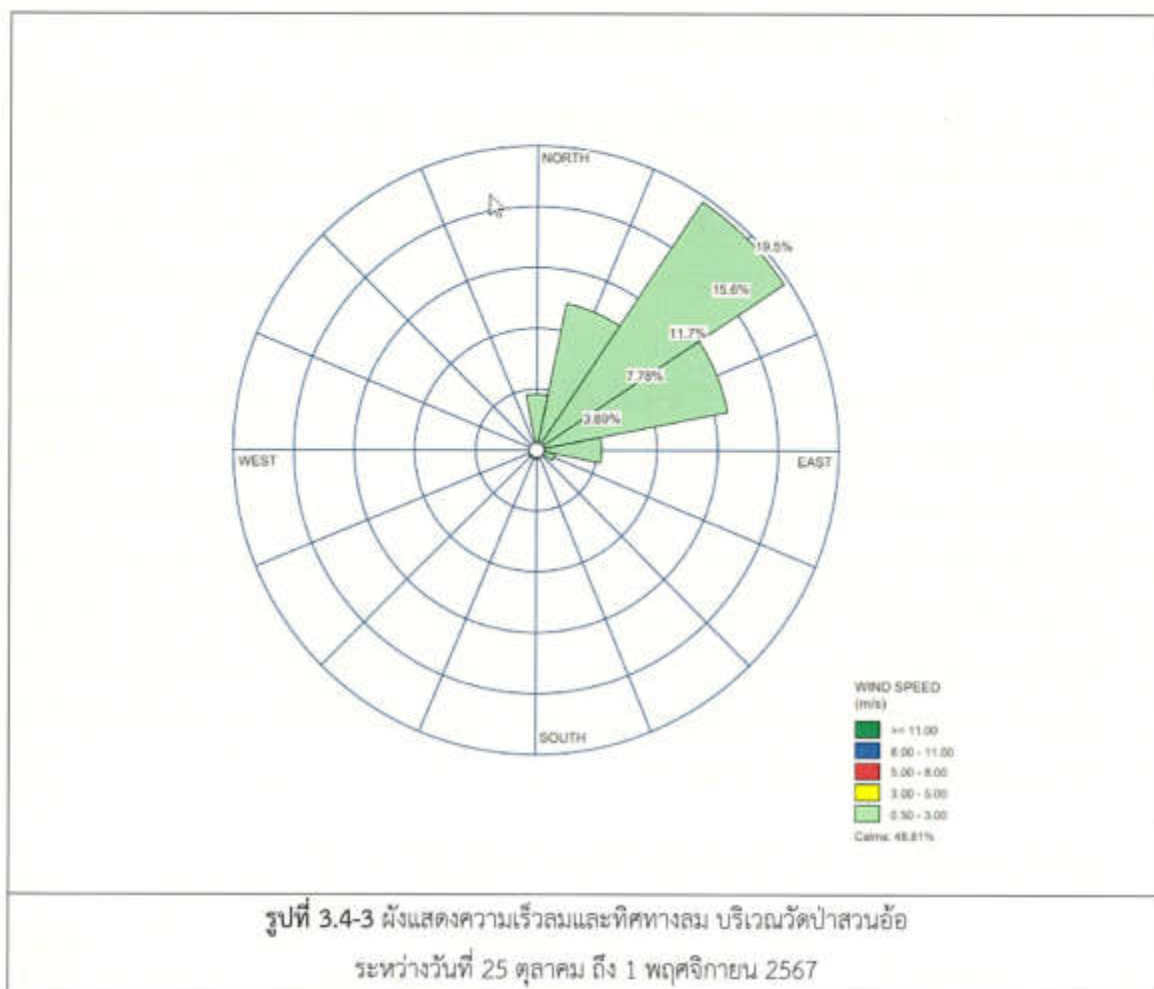 NORTH
19.5%
15.6%
11.7%
7.78%
3.89%
WEST
EAST
SOUTH
WIND SPEED
(m/s)
>= 11.00
8.00 - 11.00
5.00 - 8.00
3.00 - 5.00
0.50 - 3.00
Calms: 48.81%
รูปที่ 3.4-3 ผังแสดงความเร็วลมและทิศทางลม บริเวณวัดป่าสวนอ้อ
ระหว่างวันที่ 25 ตุลาคม ถึง 1 พฤศจิกายน 2567